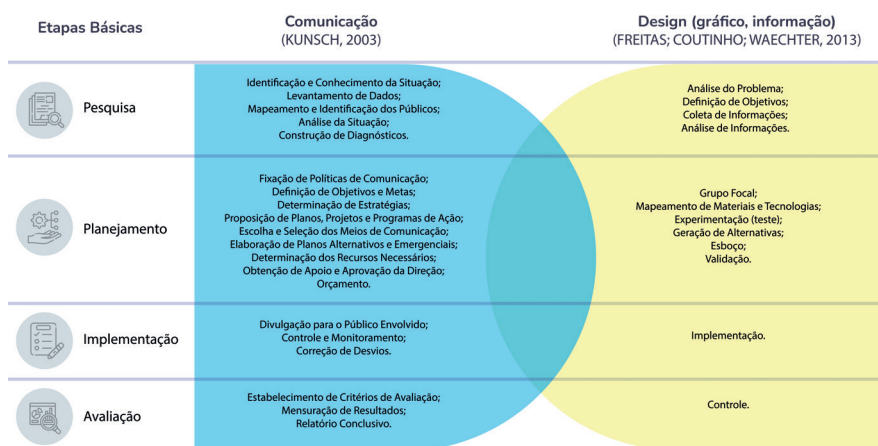 Etapas Básicas
Comunicação
(KUNSCH, 2003)
Design (gráfico, informação)
(FREITAS; COUTINHO; WAECHTER, 2013)
Pesquisa
Identificação e Conhecimento da Situação;
Levantamento de Dados;
Mapeamento e Identificação dos Públicos;
Análise da Situação;
Construção de Diagnósticos.
Análise do Problema;
Definição de Objetivos;
Coleta de Informações;
Análise de Informações.
Planejamento
Fixação de Políticas de Comunicação;
Definição de Objetivos e Metas;
Determinação de Estratégias;
Proposição de Planos, Projetos e Programas de Ação;
Escolha e Seleção dos Meios de Comunicação;
Elaboração de Planos Alternativos e Emergenciais;
Determinação dos Recursos Necessários;
Obtenção de Apoio e Aprovação da Direção;
Orçamento.
Grupo Focal;
Mapeamento de Materiais e Tecnologias;
Experimentação (teste);
Geração de Alternativas;
Esboço;
Validação.
Implementação
Divulgação para o Público Envolvido;
Controle e Monitoramento;
Correção de Desvios.
Implementação.
Avaliação
Estabelecimento de Critérios de Avaliação;
Mensuração de Resultados;
Relatório Conclusivo.
Controle.